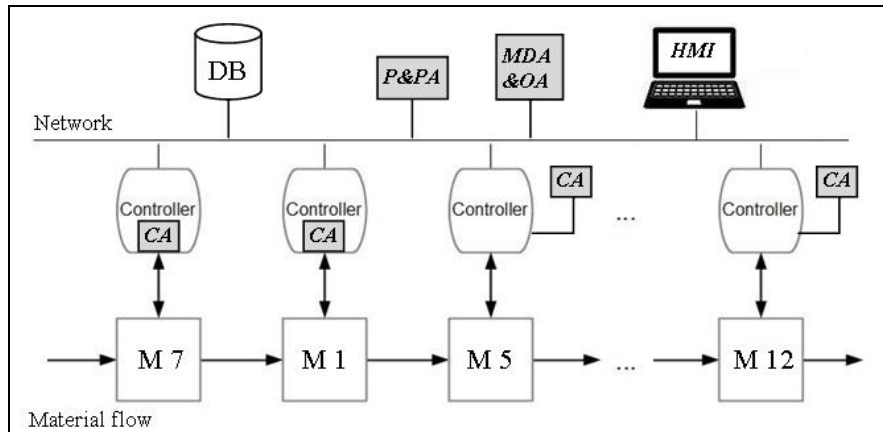 DB
P&PA
MDA
&OA
HMI
Network
Controller
CA
Controller
CA
Controller
CA
...
Controller
CA
M 7
M 1
M 5
...
M 12
Material flow